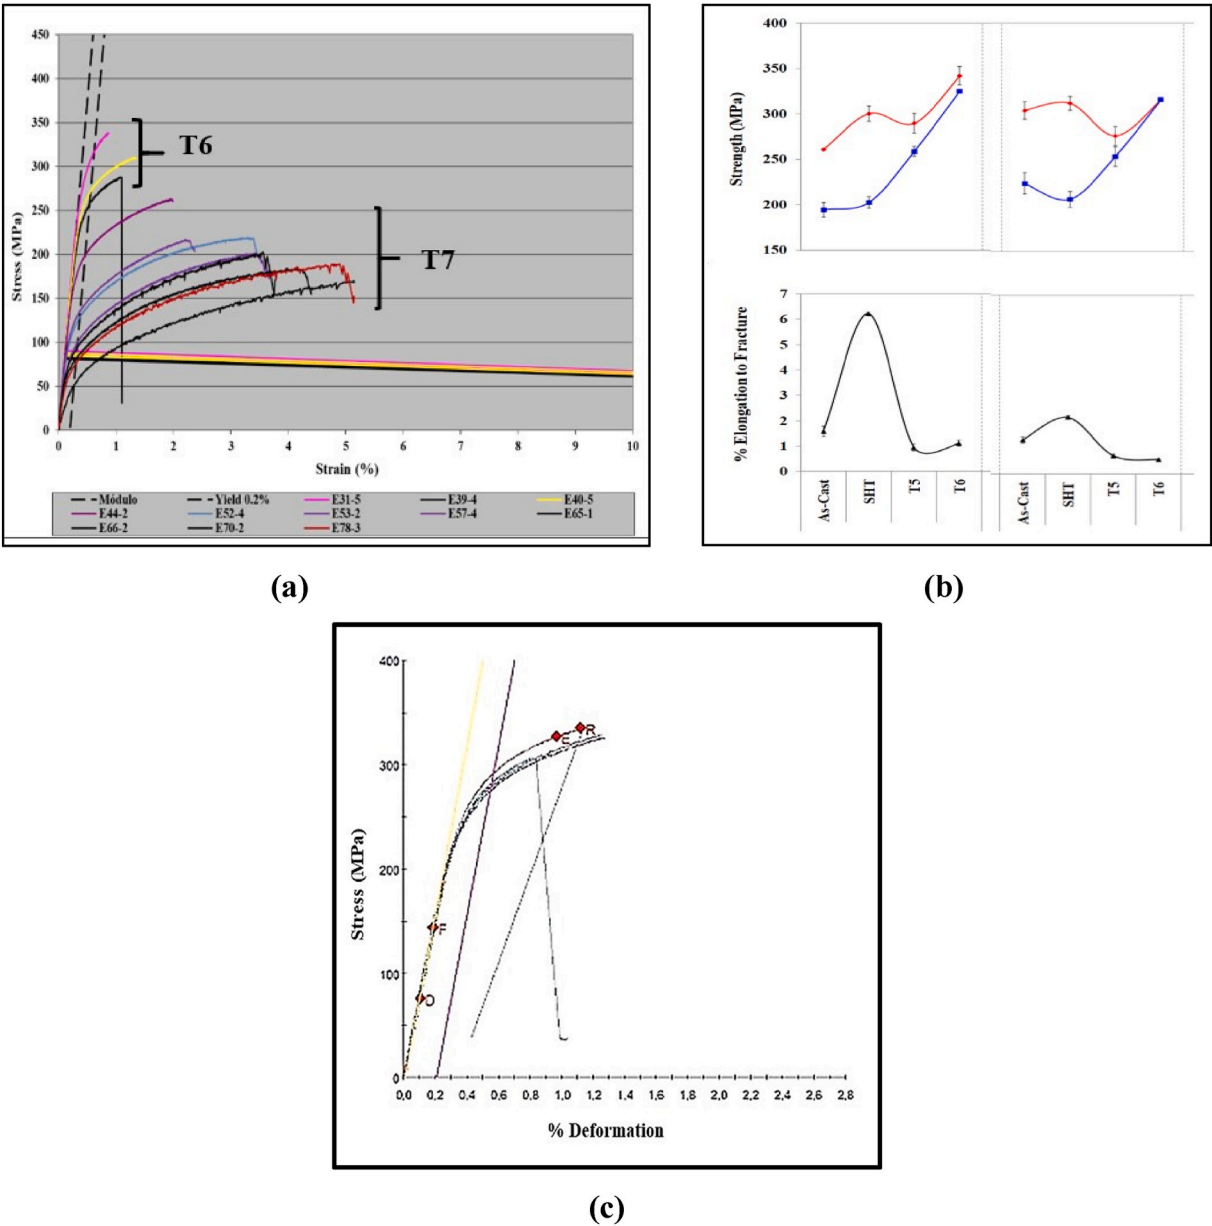 450
400
350
300
250
200
150
100
50
0
Stress (MPa)
T6
T7
0 1 2 3 4 5 6 7 8 9 10
Strain (%)
Módulo Yield 0.2% E31-5 E39-4 E40-5
E44-2 E52-4 E53-2 E57-4 E65-1
E66-2 E70-2 E78-3
(a)
400
350
300
250
200
150
Strength (MPa)
7
6
5
4
3
2
1
0
% Elongation to Fracture
As-Cast SHT T5 T6 As-Cast SHT T5 T6
(b)
400
300
200
100
0
Stress (MPa)
E R
F
O
0,0 0,2 0,4 0,6 0,8 1,0 1,2 1,4 1,6 1,8 2,0 2,2 2,4 2,6 2,8
% Deformation
(c)